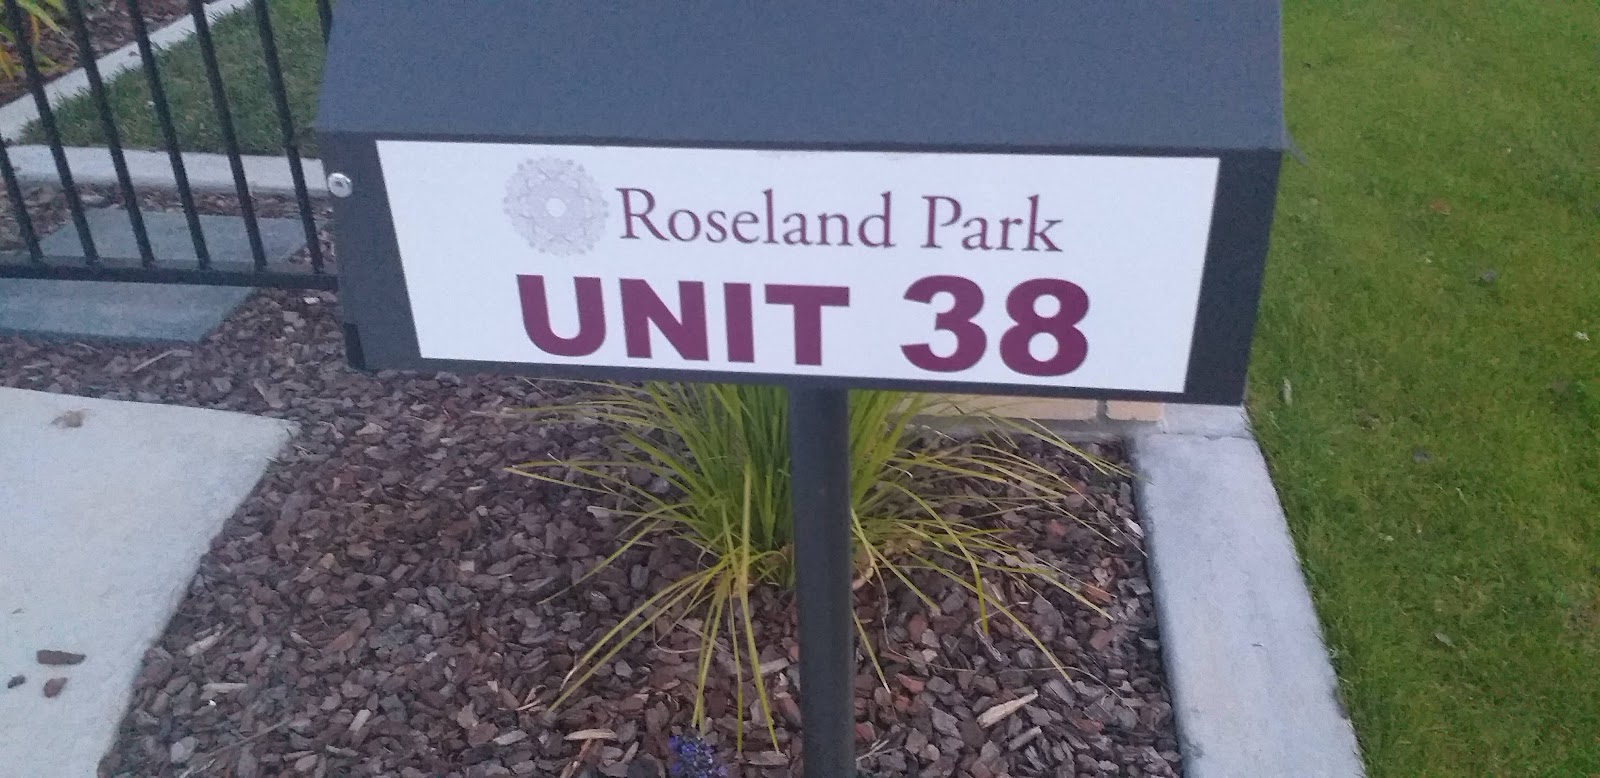 Roseland Park
UNIT 38